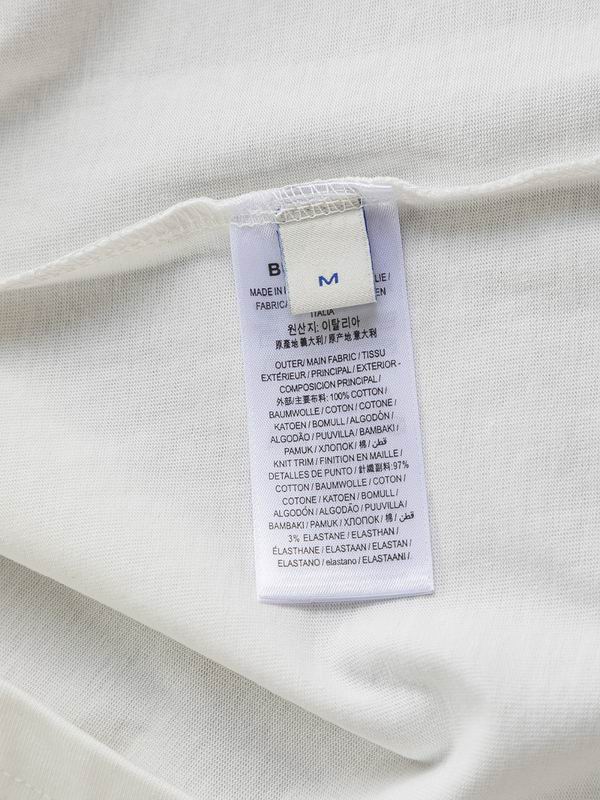 M
B
MADE IN
LIE /
FABRIC
EN
ITALIA
원산지: 이탈리아
原產地 義大利 / 原产地 意大利
OUTER/ MAIN FABRIC / TISSU
EXTÉRIEUR / PRINCIPAL / EXTERIOR -
COMPOSICION PRINCIPAL /
外部/主要布料: 100% COTTON /
BAUMWOLLE / COTON / COTONE /
KATOEN / BOMULL / ALGODÓN /
ALGODÃO / PUUVILLA / BAMBAKI /
PAMUK / ХЛОПОК / 棉 / قطن
KNIT TRIM / FINITION EN MAILLE /
DETALLES DE PUNTO / 針織副料:97%
COTTON / BAUMWOLLE / COTON /
COTONE / KATOEN / BOMULL /
ALGODÓN / ALGODÃO / PUUVILLA /
BAMBAKI / PAMUK / ХЛОПОК / 棉 / قطن
3% ELASTANE / ELASTHAN /
ÉLASTHANE / ELASTAAN / ELASTAN /
ELASTANO / elastano / ELASTAANI /